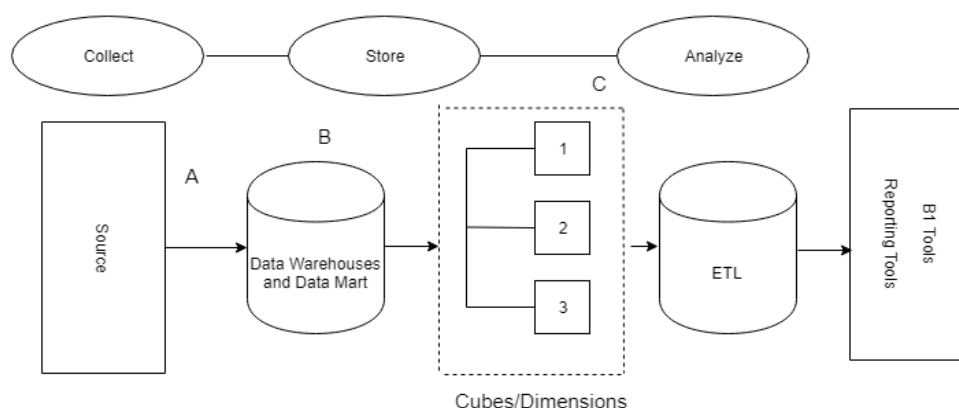 Collect
Store
Analyze
C
B
A
1
2
3
Source
Data Warehouses
and Data Mart
ETL
B1 Tools
Reporting Tools
Cubes/Dimensions